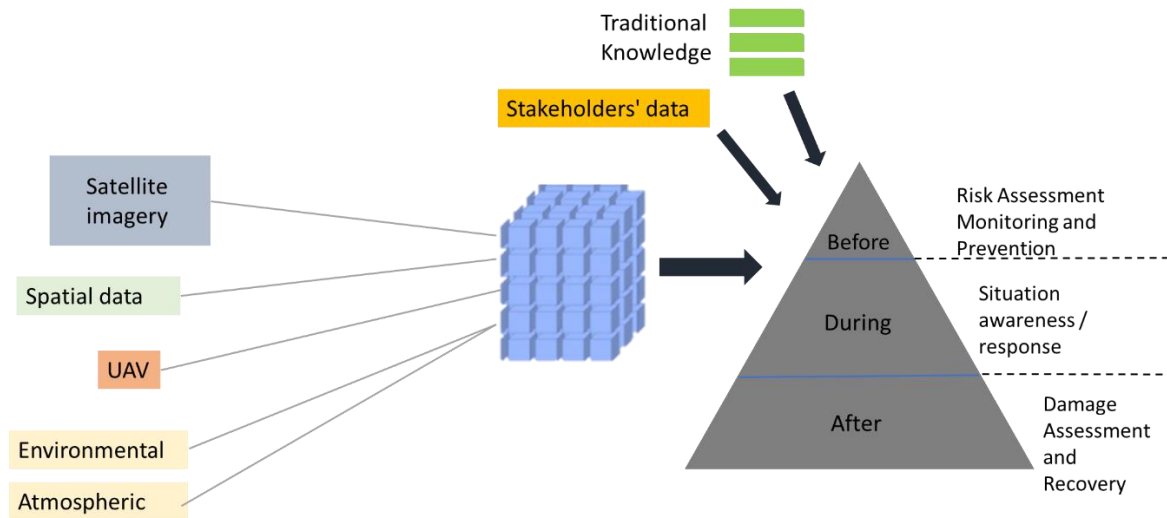 Traditional
Knowledge
Stakeholders' data
Satellite
imagery
Spatial data
UAV
Environmental
Atmospheric
Before
During
After
Risk Assessment
Monitoring and
Prevention
Situation
awareness /
response
Damage
Assessment
and
Recovery